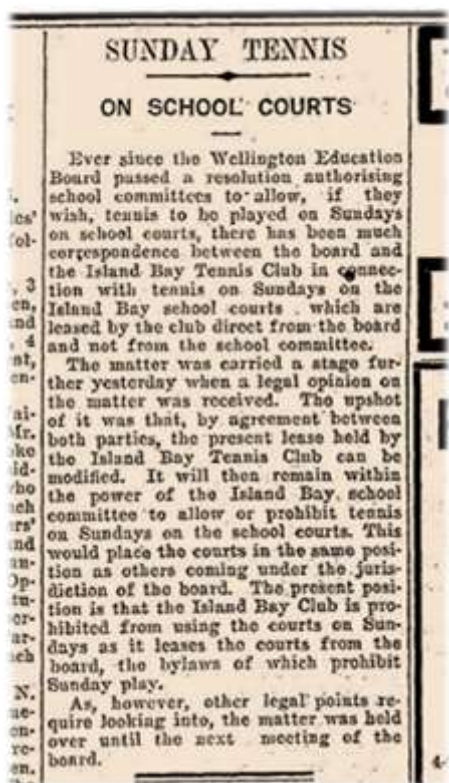 SUNDAY TENNIS
ON SCHOOL COURTS
Ever since the Wellington Education
Board passed a resolution authorising
school committees to allow, if they
wish, tennis to be played on Sundays
on school courts, there has been much
correspondence between the board and
the Island Bay Tennis Club in connec-
tion with tennis on Sundays on the
Island Bay school courts which are
leased by the club direct from the board
and not from the school committee.
The matter was carried a stage fur-
ther yesterday when a legal opinion on
the matter was received. The upshot
of it was that, by agreement between
both parties, the present lease held by
the Island Bay Tennis Club can be
modified. It will then remain within
the power of the Island Bay school
committee to allow or prohibit tennis
on Sundays on the school courts. This
would place the courts in the same posi-
tion as others coming under the juris-
diction of the board. The present posi-
tion is that the Island Bay Club is pro-
hibited from using the courts on Sun-
days as it leases the courts from the
board, the bylaws of which prohibit
Sunday play.
As, however, other legal points re-
quire looking into, the matter was held
over until the next meeting of the
board.